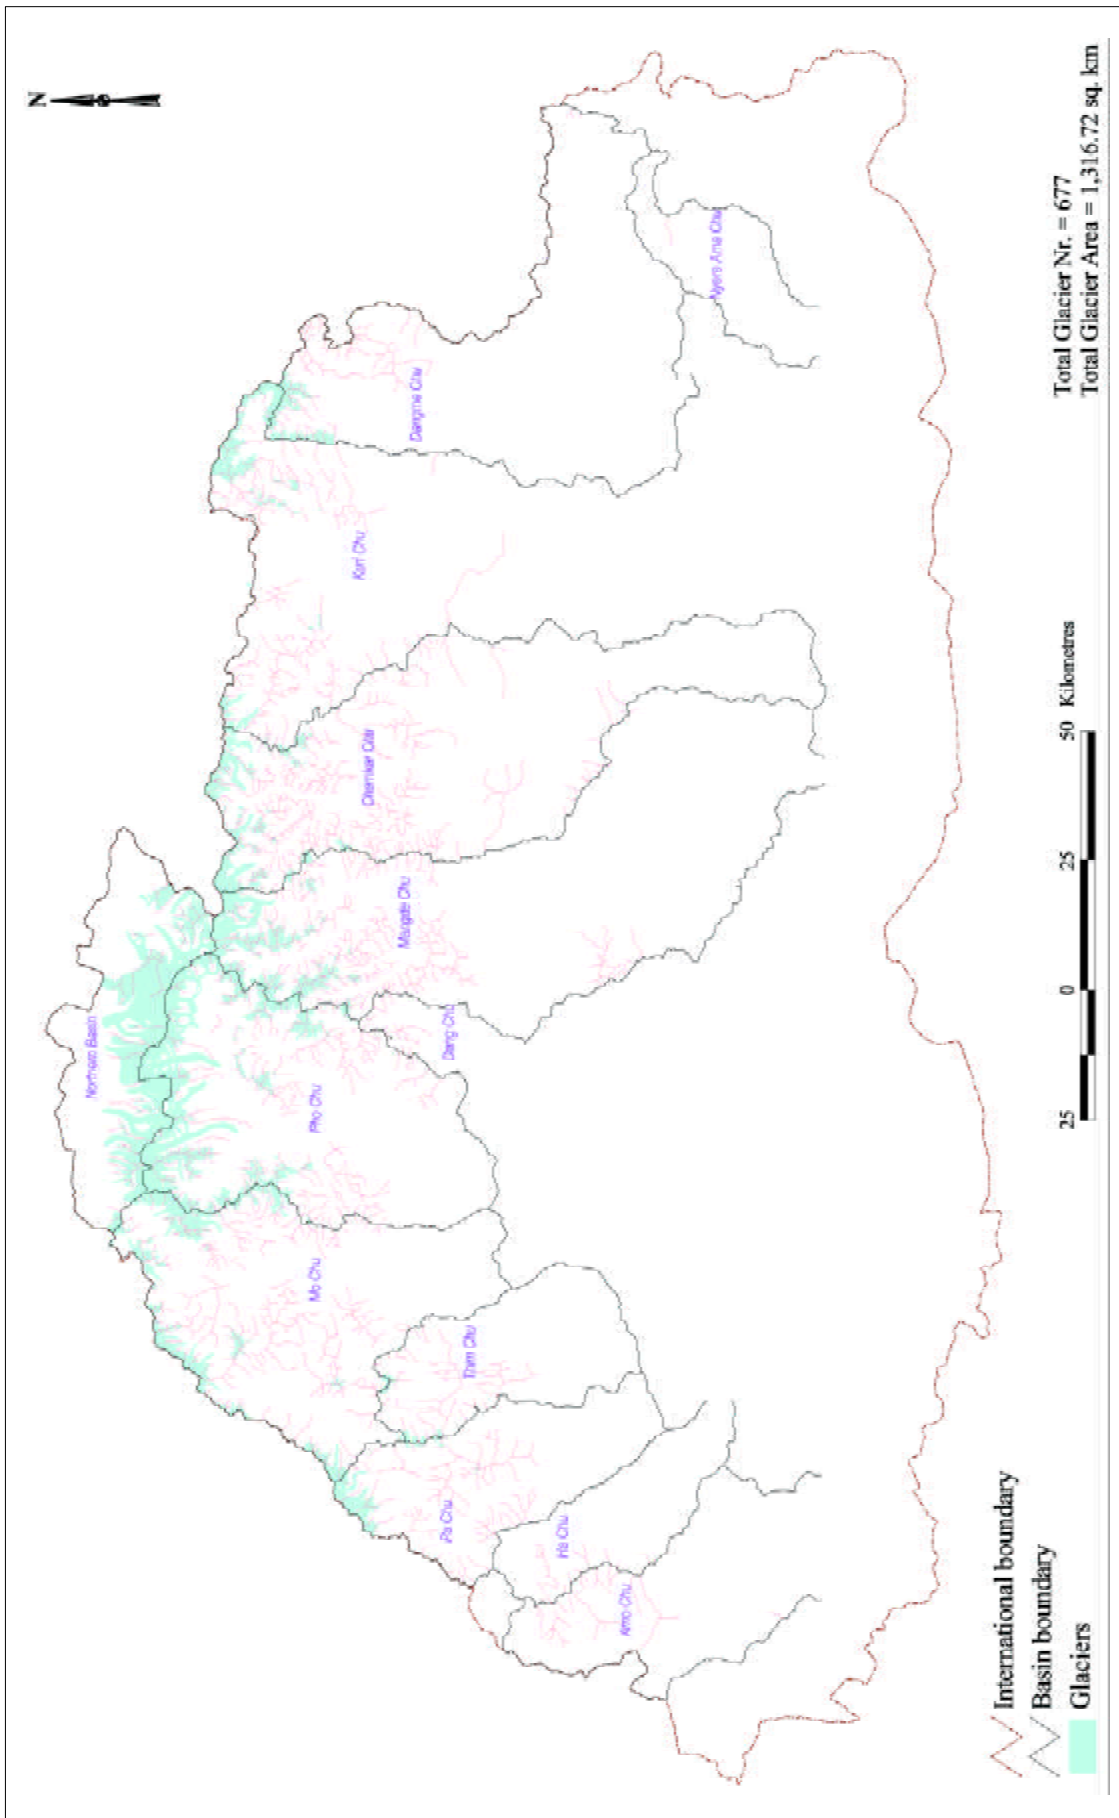 N
Northern Basin
Mo Chu
Pho Chu
Dang Chu
Mangde Chu
Chamkhar Chu
Kuri Chu
Dangme Chu
Nyera Ama Chu
Thim Chu
Pa Chu
Ha Chu
Amo Chu
International boundary
Basin boundary
Glaciers
25 0 25 50 Kilometres
Total Glacier Nr. = 677
Total Glacier Area = 1,316.72 sq. km